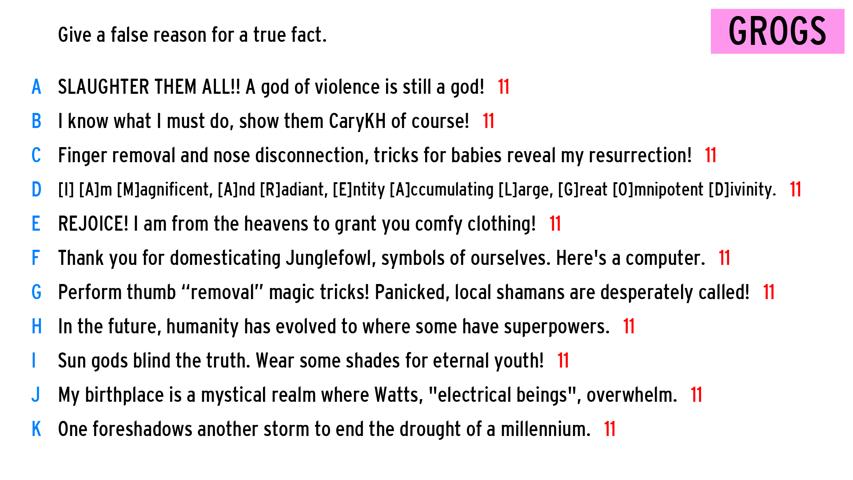 Give a false reason for a true fact.
GROGS
A SLAUGHTER THEM ALL!! A god of violence is still a god! 11
B I know what I must do, show them CaryKH of course! 11
C Finger removal and nose disconnection, tricks for babies reveal my resurrection! 11
D [I] [A]m [M]agnificent, [A]nd [R]adiant, [E]ntity [A]ccumulating [L]arge, [G]reat [O]mnipotent [D]ivinity. 11
E REJOICE! I am from the heavens to grant you comfy clothing! 11
F Thank you for domesticating Junglefowl, symbols of ourselves. Here's a computer. 11
G Perform thumb “removal” magic tricks! Panicked, local shamans are desperately called! 11
H In the future, humanity has evolved to where some have superpowers. 11
I Sun gods blind the truth. Wear some shades for eternal youth! 11
J My birthplace is a mystical realm where Watts, "electrical beings", overwhelm. 11
K One foreshadows another storm to end the drought of a millennium. 11